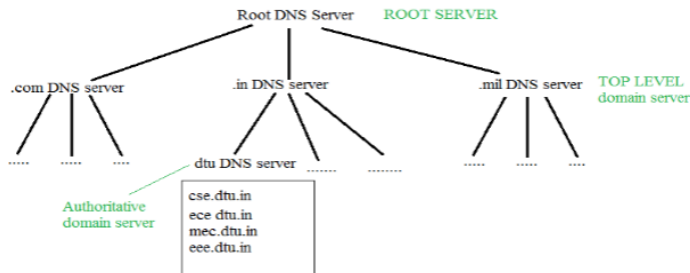 Root DNS Server ROOT SERVER
.com DNS server .in DNS server .mil DNS server TOP LEVEL
domain server
..... ..... .... dtu DNS server ....... ........ ..... ..... ....
Authoritative
domain server
cse.dtu.in
ece dtu.in
mec.dtu.in
eee.dtu.in